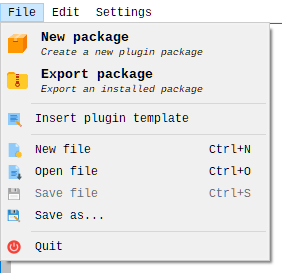 File Edit Settings
New package
Create a new plugin package
Export package
Export an installed package
Insert plugin template
New file Ctrl+N
Open file Ctrl+O
Save file Ctrl+S
Save as...
Quit